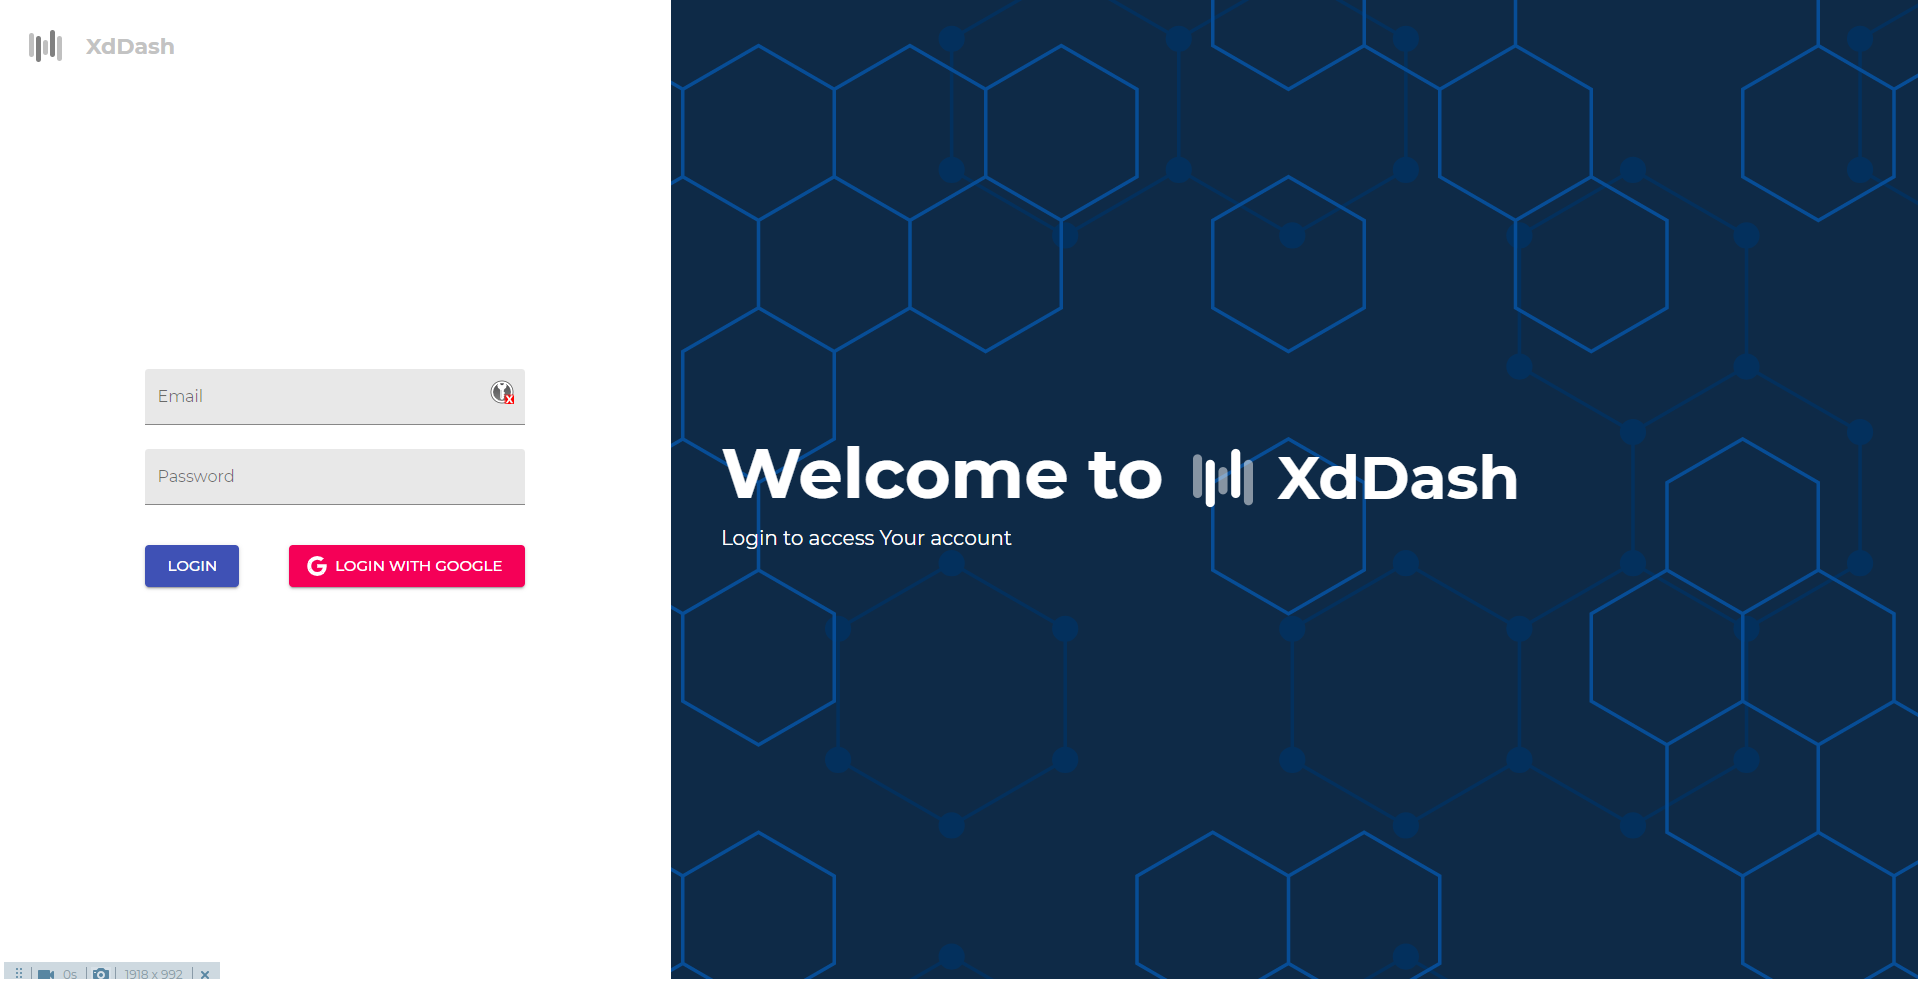 XdDash
Email
Password
LOGIN
G LOGIN WITH GOOGLE
Welcome to XdDash
Login to access Your account
0s 1918 x 992 x